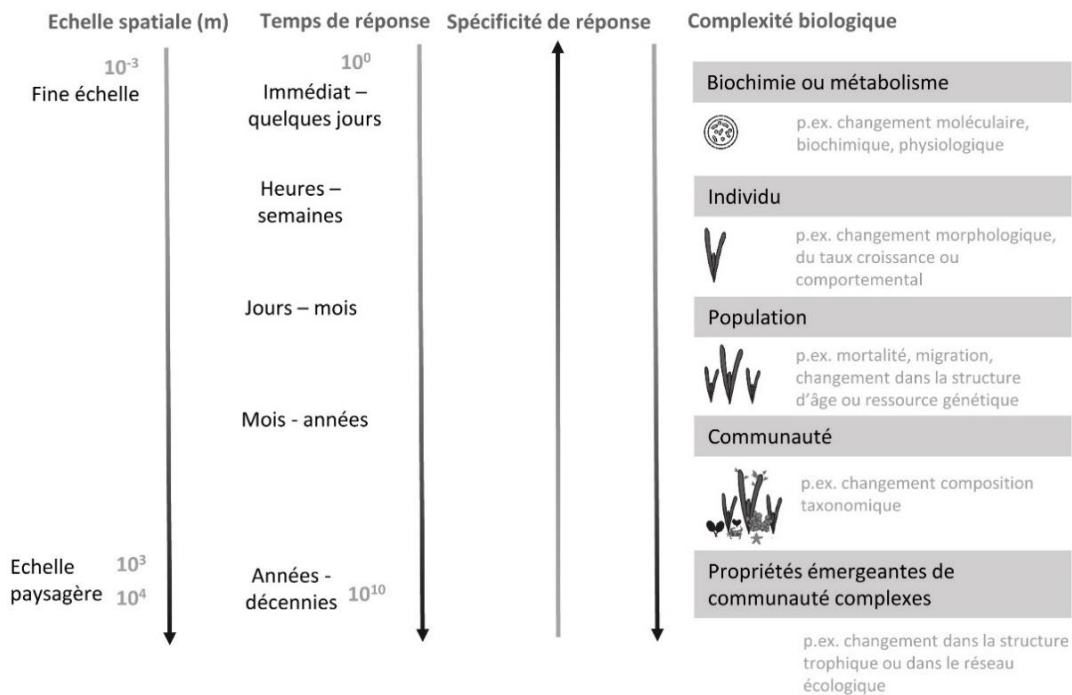 Echelle spatiale (m)
Temps de réponse
Spécificité de réponse
Complexité biologique
10⁻³
Fine échelle
10⁰
Immédiat –
quelques jours
Heures –
semaines
Jours – mois
Mois - années
Echelle
paysagère
10³
10⁴
Années -
décennies
10¹⁰
Biochimie ou métabolisme
p.ex. changement moléculaire,
biochimique, physiologique
Individu
p.ex. changement morphologique,
du taux croissance ou
comportemental
Population
p.ex. mortalité, migration,
changement dans la structure
d'âge ou ressource génétique
Communauté
p.ex. changement composition
taxonomique
Propriétés émergeantes de
communauté complexes
p.ex. changement dans la structure
trophique ou dans le réseau
écologique